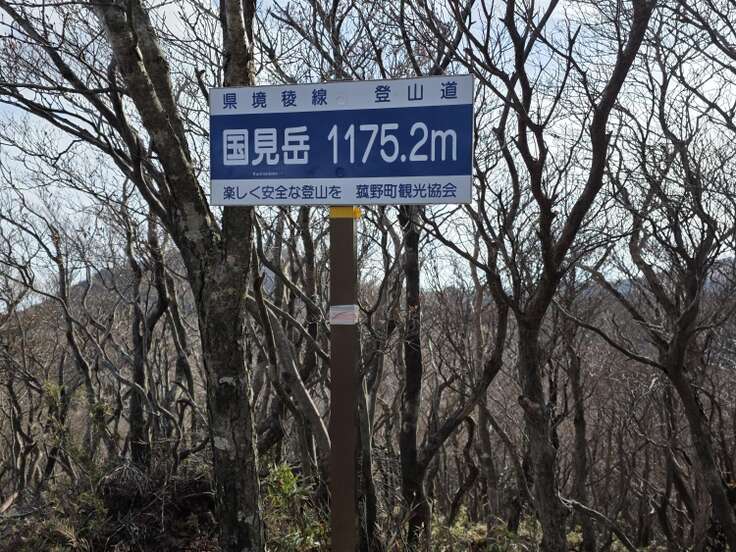 県境稜線 登山道
国見岳 1175.2m
楽しく安全な登山を 菰野町観光協会